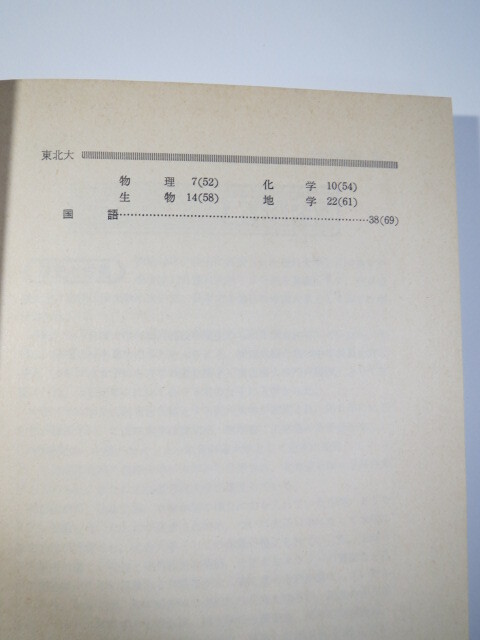 東北大
物　　理　7(52)　　化　　学　10(54)
生　　物　14(58)　　地　　学　22(61)
国　　語……………………………………………………38(69)